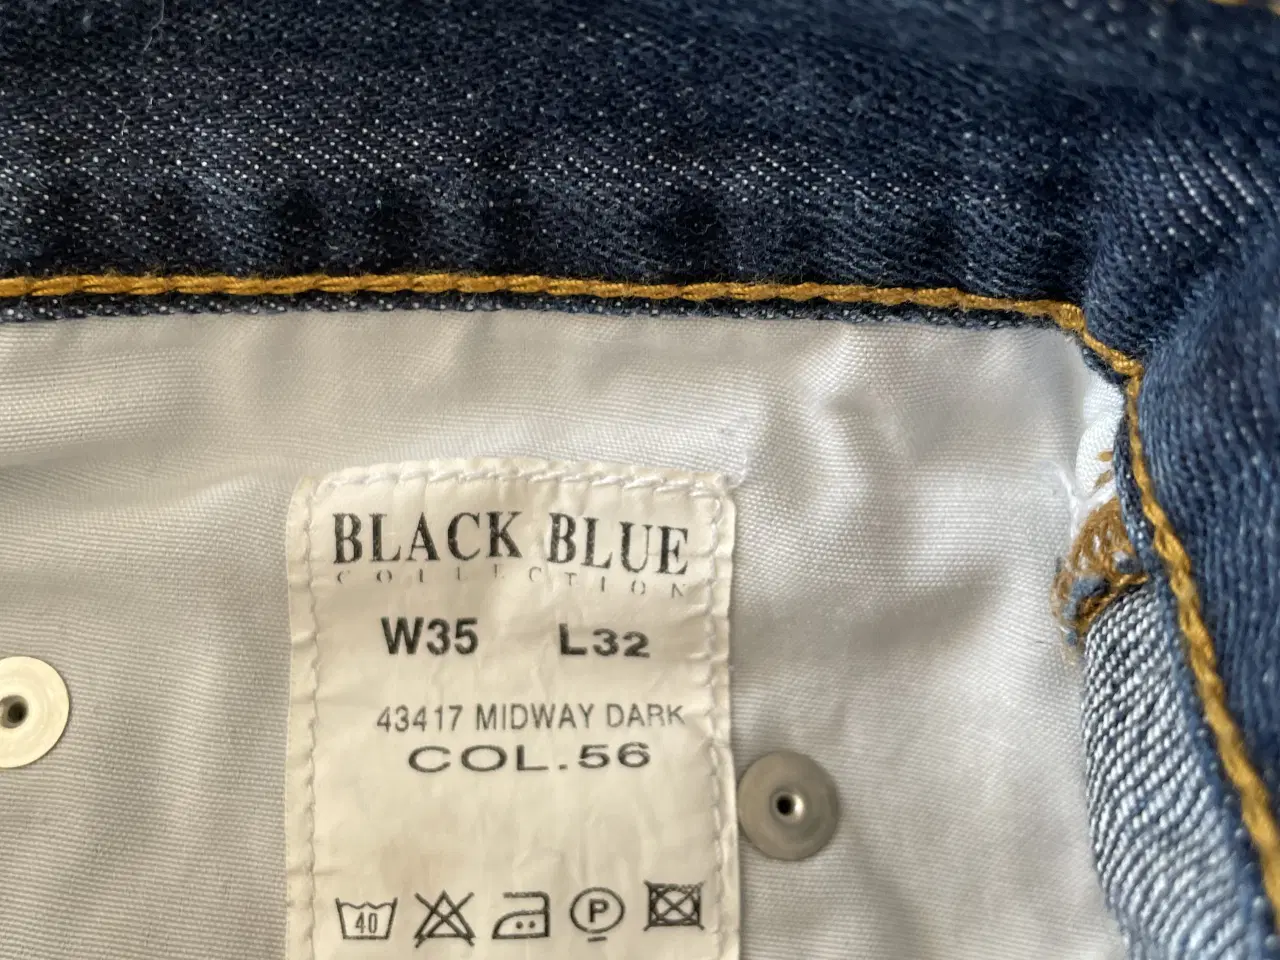 BLACK BLUE
COLLECTION
W35 L32
43417 MIDWAY DARK
COL.56
40 P